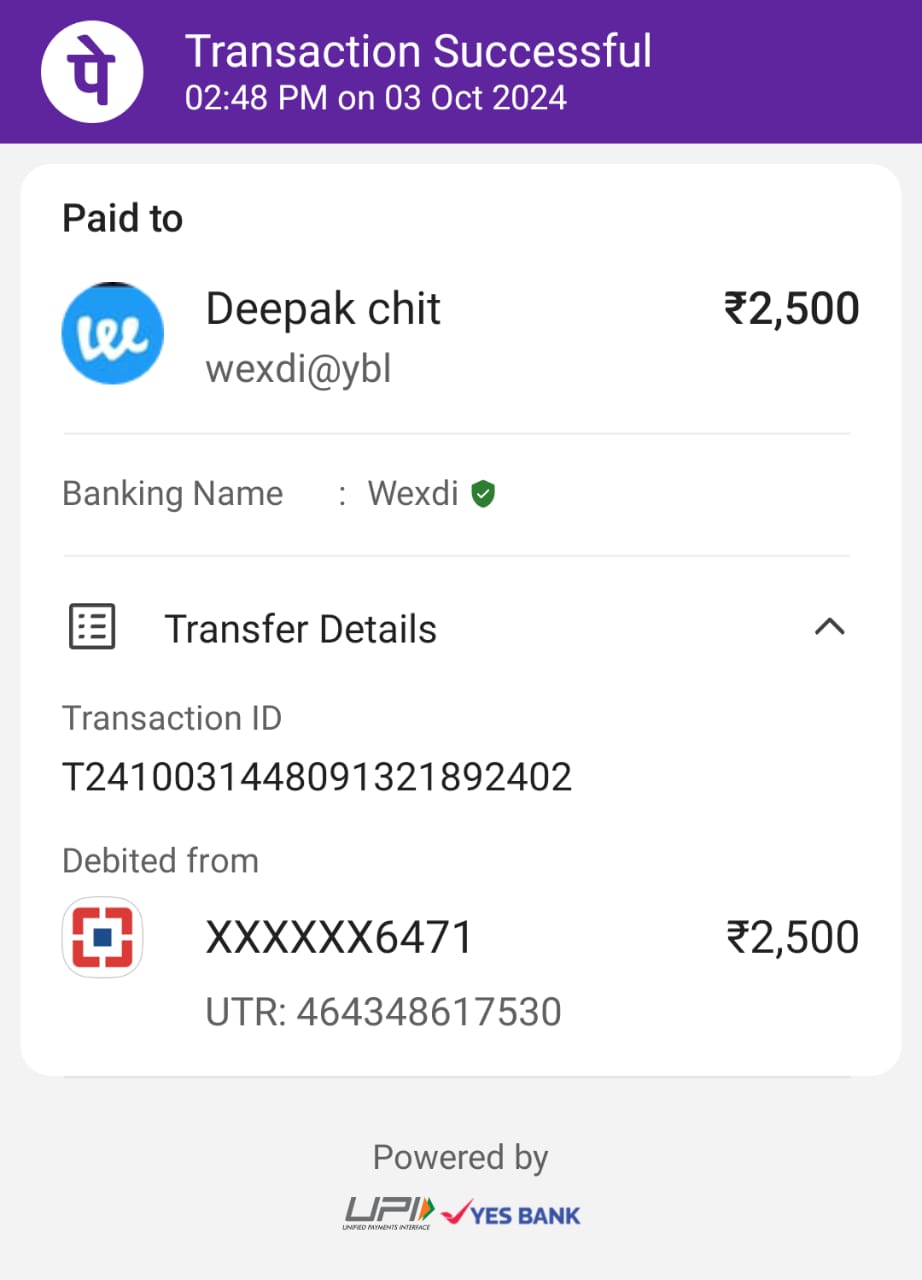 पे
Transaction Successful
02:48 PM on 03 Oct 2024
Paid to
we
Deepak chit
₹2,500
wexdi@ybl
Banking Name : Wexdi
Transfer Details
Transaction ID
T2410031448091321892402
Debited from
XXXXXX6471
₹2,500
UTR: 464348617530
Powered by
UPI
UNIFIED PAYMENTS INTERFACE
YES BANK